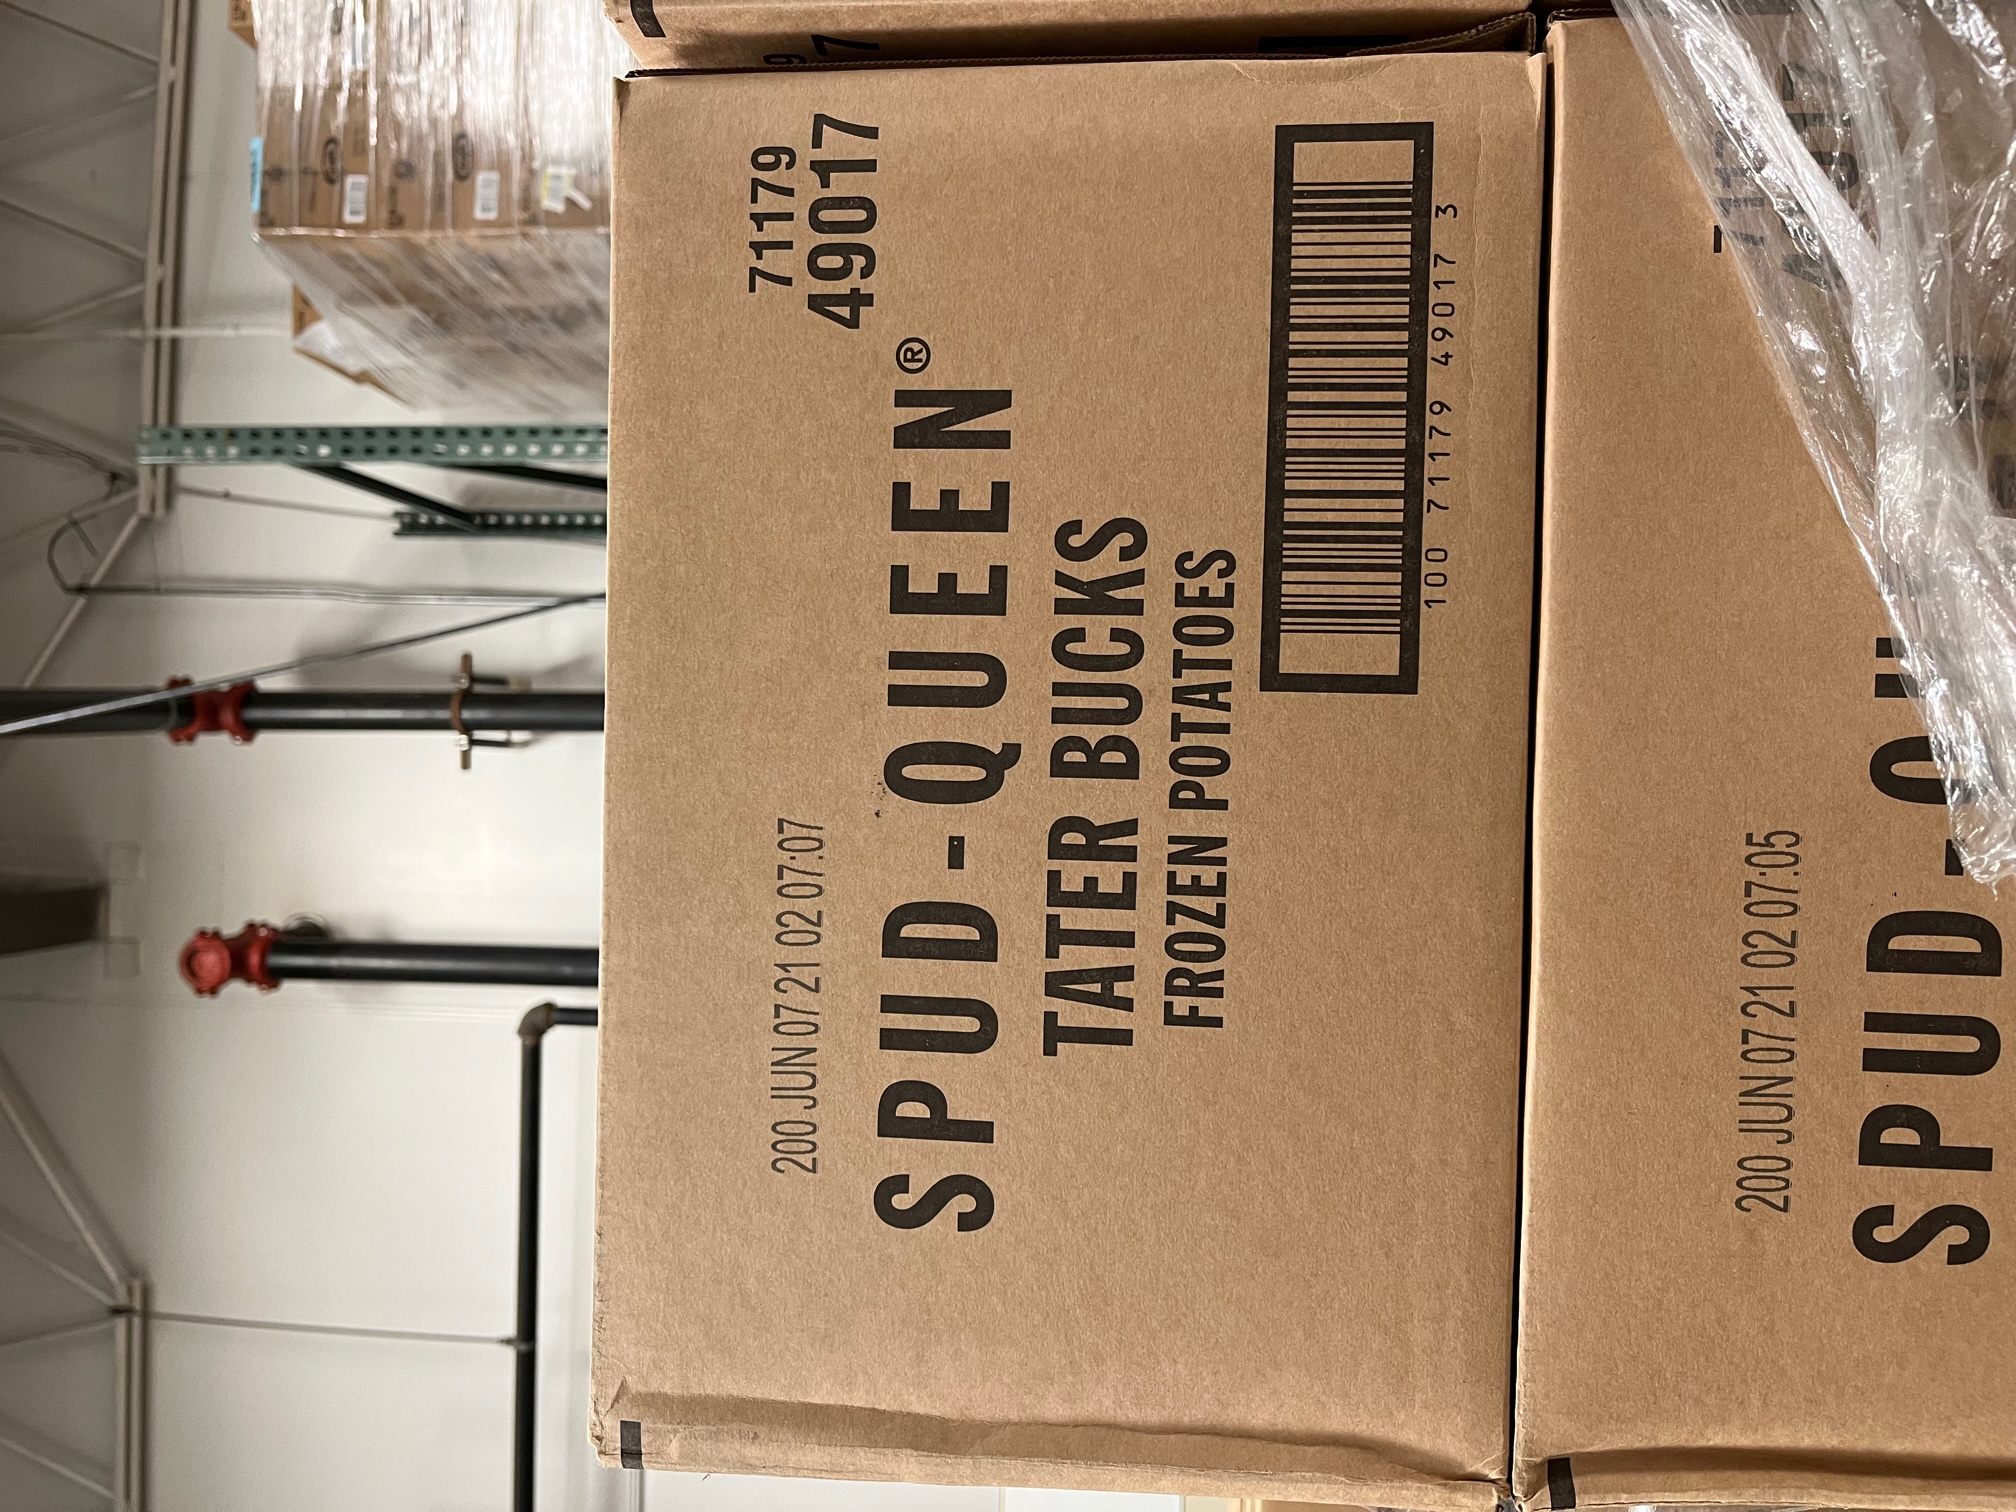 71179
49017
200 JUN 07 21 02 07:07
SPUD-QUEEN®
TATER BUCKS
FROZEN POTATOES
100 71179 49017 3
200 JUN 07 21 02 07:05
SPUD-QU